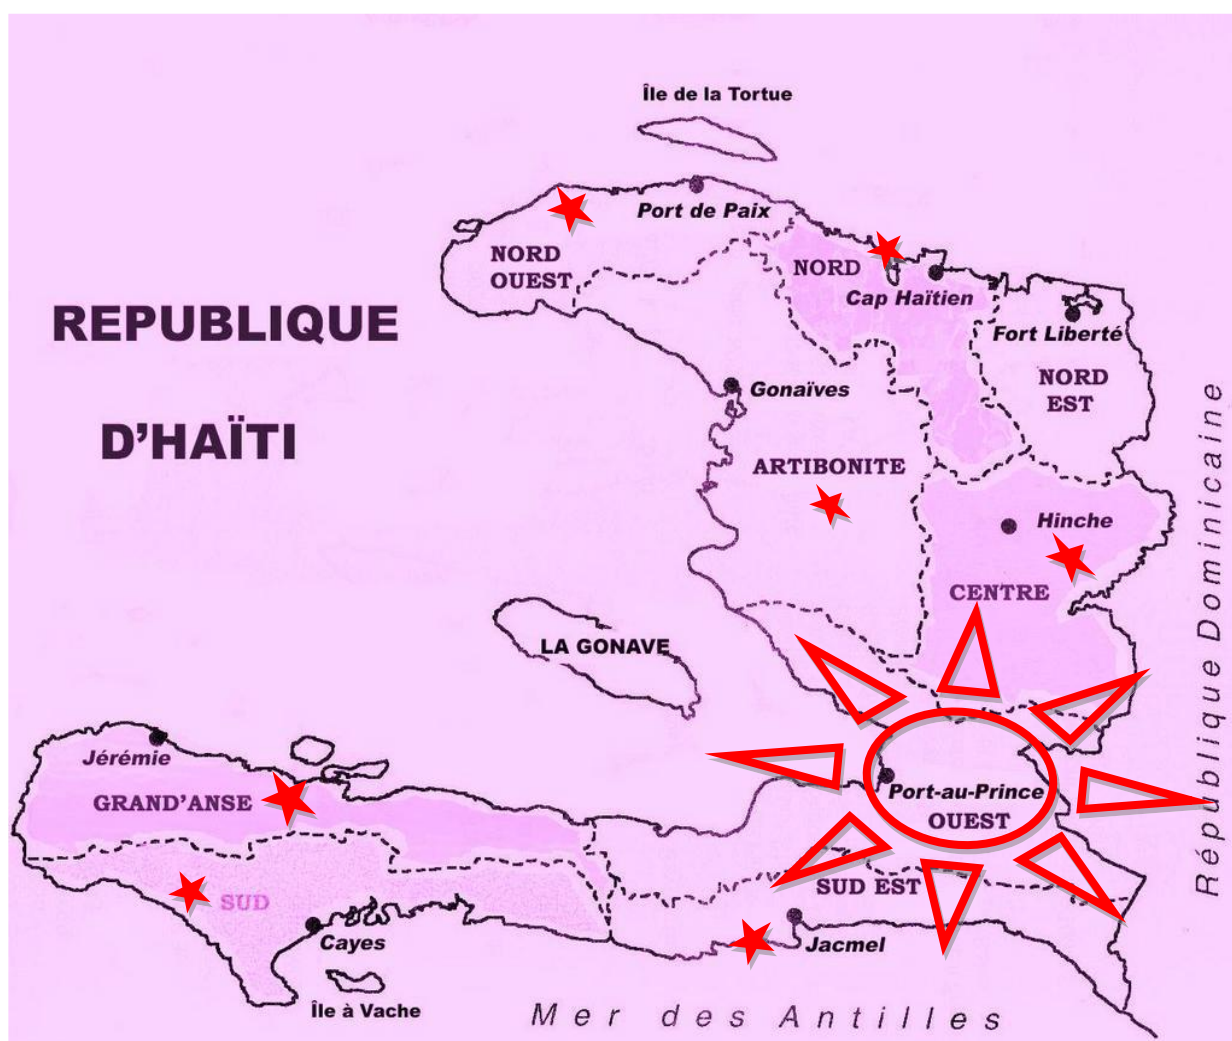 Île de la Tortue
Port de Paix
NORD
OUEST
NORD
Cap Haïtien
REPUBLIQUE
D'HAÏTI
Fort Liberté
NORD
EST
Gonaïves
ARTIBONITE
Hinche
CENTRE
République Dominicaine
LA GONAVE
Jérémie
GRAND'ANSE
Port-au-Prince
OUEST
SUD EST
SUD
Cayes
Jacmel
Île à Vache
Mer des Antilles